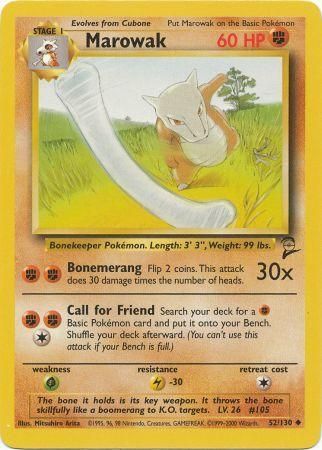 Evolves from Cubone Put Marowak on the Basic Pokémon
STAGE 1
Marowak 60 HP
Bonekeeper Pokémon. Length: 3' 3", Weight: 99 lbs.
Bonemerang Flip 2 coins. This attack
does 30 damage times the number of heads.
30x
Call for Friend Search your deck for a
Basic Pokémon card and put it onto your Bench.
Shuffle your deck afterward. (You can't use this
attack if your Bench is full.)
weakness resistance retreat cost
-30
The bone it holds is its key weapon. It throws the
bone skillfully like a boomerang to K.O. targets. LV. 26 #105
Illus. Mitsuhiro Arita ©1995, 96, 98 Nintendo, Creatures, GAMEFREAK. ©1999-2000 Wizards. 52/130